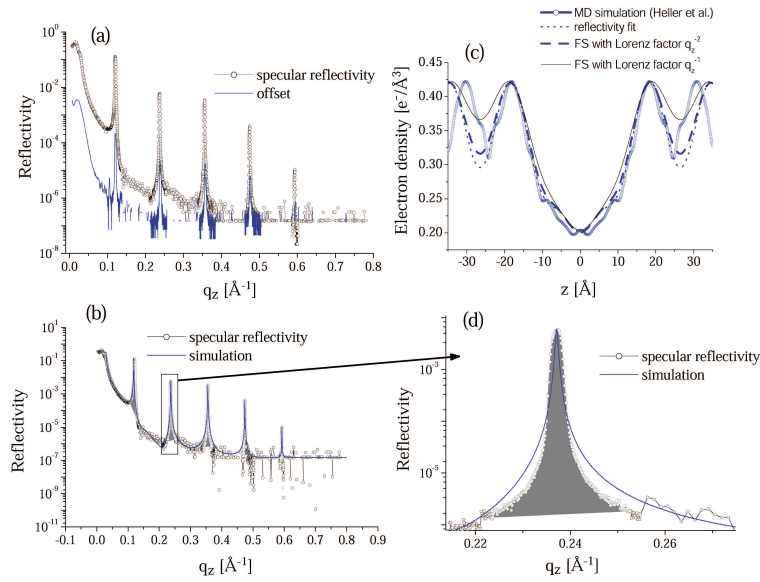 (a)
specular reflectivity
offset
Reflectivity
10^0
10^-2
10^-4
10^-6
10^-8
0.0 0.1 0.2 0.3 0.4 0.5 0.6 0.7 0.8
q_z [Å^-1]
MD simulation (Heller et al.)
reflectivity fit
FS with Lorenz factor q_z^-2
FS with Lorenz factor q_z^-1
(c)
Electron density [e^-/Å^3]
0.45
0.40
0.35
0.30
0.25
0.20
-30 -20 -10 0 10 20 30
z [Å]
(b)
specular reflectivity
simulation
Reflectivity
10^1
10^-1
10^-3
10^-5
10^-7
10^-9
10^-11
-0.1 0.0 0.1 0.2 0.3 0.4 0.5 0.6 0.7 0.8
q_z [Å^-1]
(d)
specular reflectivity
simulation
Reflectivity
10^-3
10^-5
0.22 0.24 0.26
q_z [Å^-1]